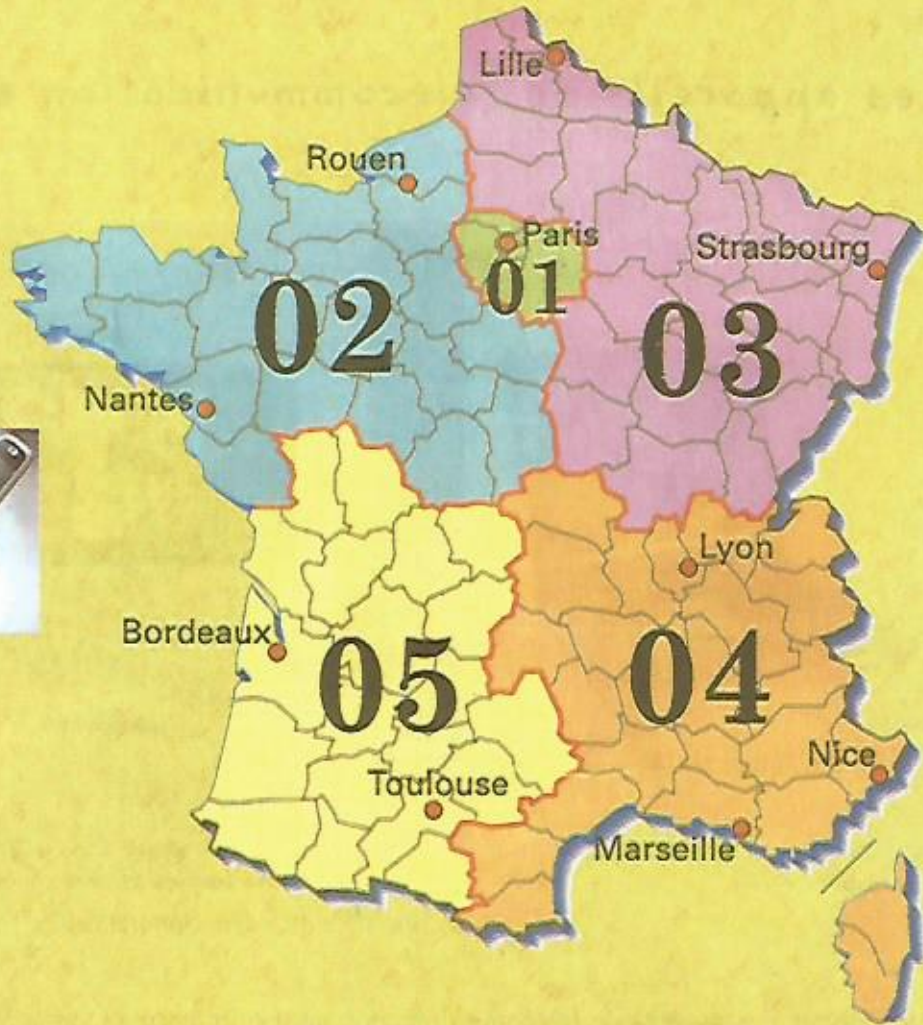 Lille
Rouen
Paris
Strasbourg
01
02
03
Nantes
Lyon
Bordeaux
05
04
Nice
Toulouse
Marseille